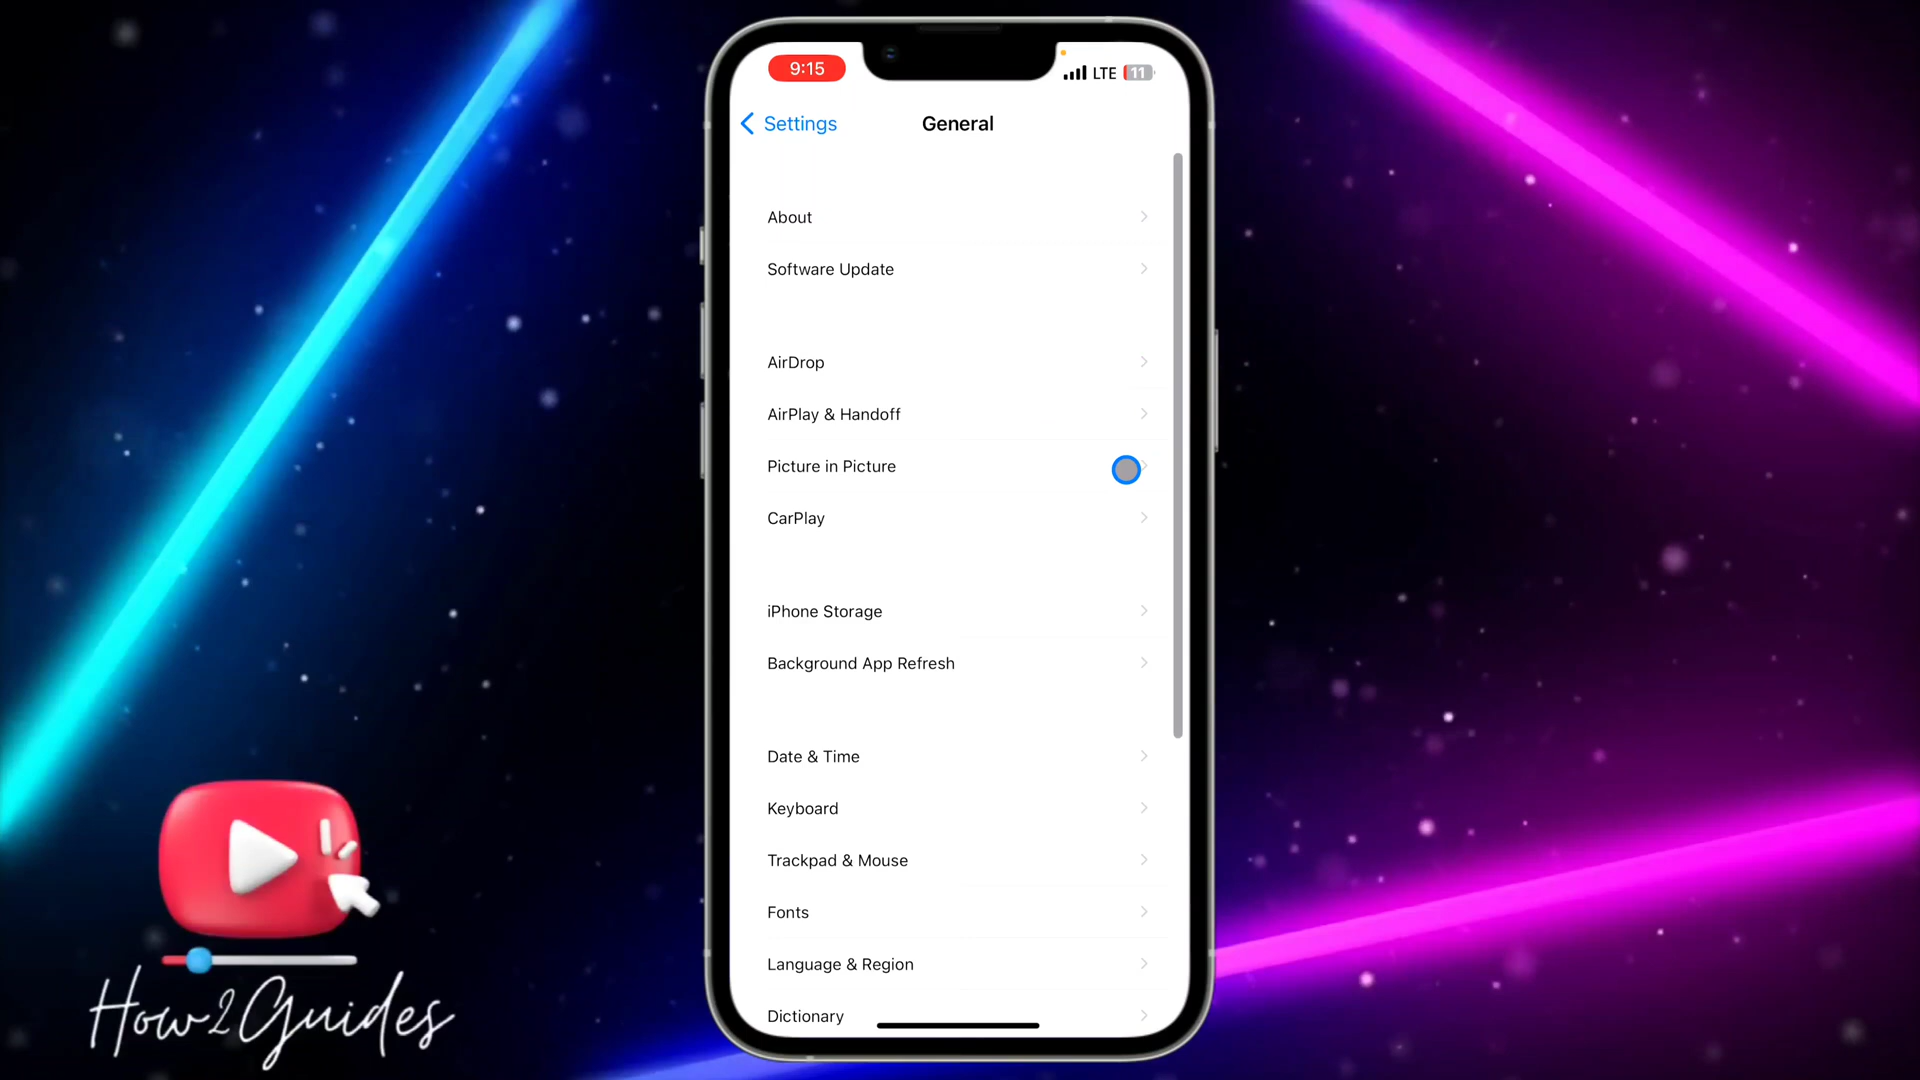 9:15
LTE 11
Settings
General
About
Software Update
AirDrop
AirPlay & Handoff
Picture in Picture
CarPlay
iPhone Storage
Background App Refresh
Date & Time
Keyboard
Trackpad & Mouse
Fonts
Language & Region
Dictionary
How2Guides